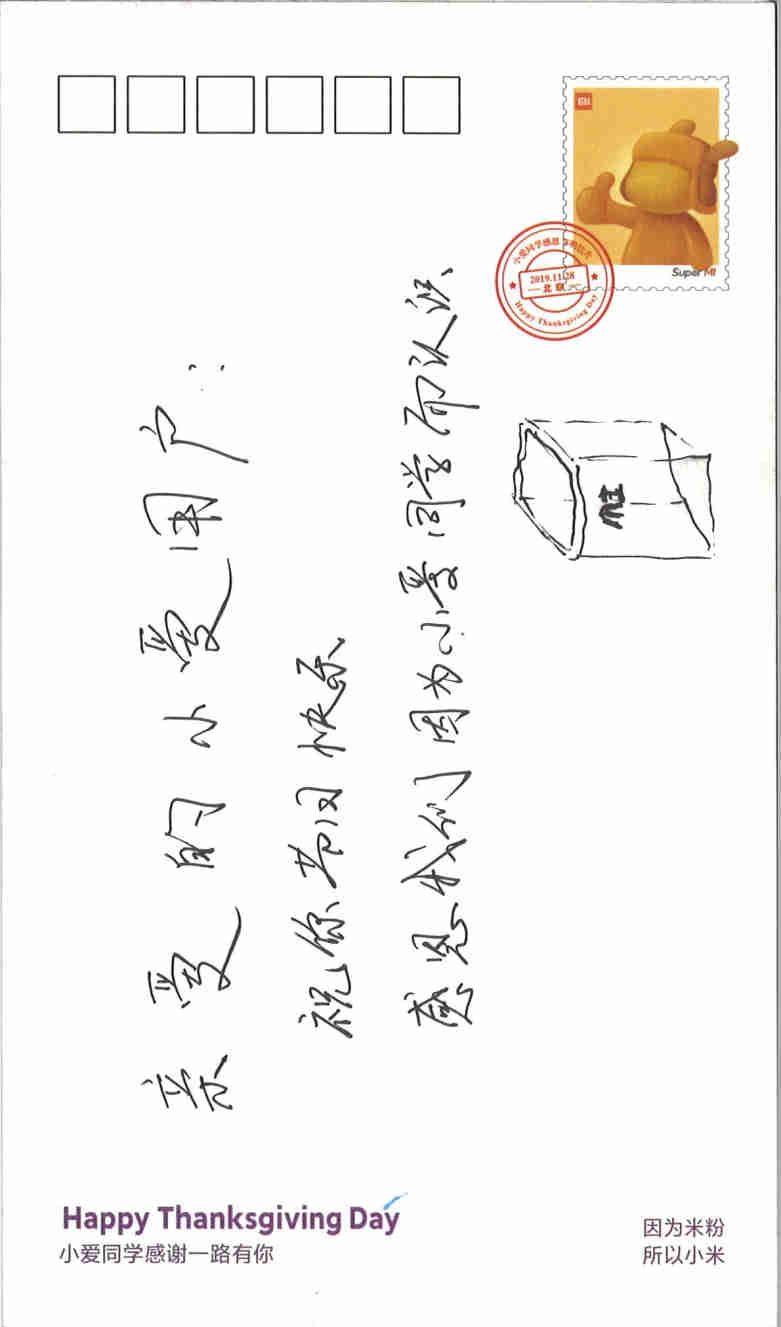 小爱同学感恩节明信片
2019.11.28
北京
Happy Thanksgiving Day
Super MI
亲爱的小爱用户：
祝你节日快乐
感恩我们因为小爱同学而认识
Happy Thanksgiving Day
小爱同学感谢一路有你
因为米粉
所以小米